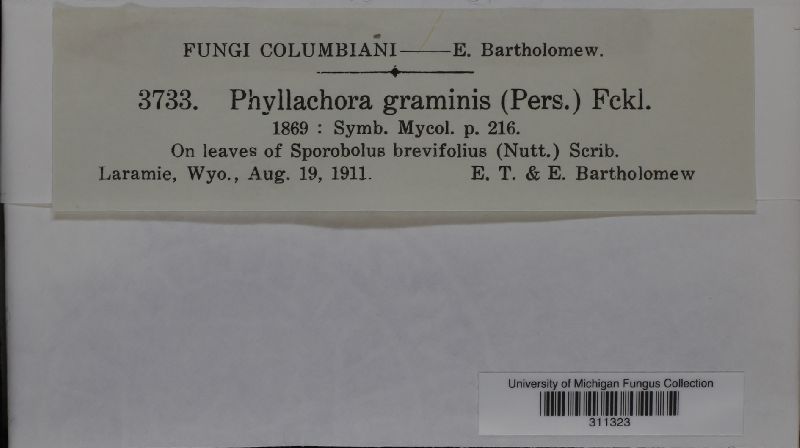 FUNGI COLUMBIANI——E. Bartholomew.
3733. Phyllachora graminis (Pers.) Fckl.
1869 : Symb. Mycol. p. 216.
On leaves of Sporobolus brevifolius (Nutt.) Scrib.
Laramie, Wyo., Aug. 19, 1911. E. T. & E. Bartholomew
University of Michigan Fungus Collection
311323